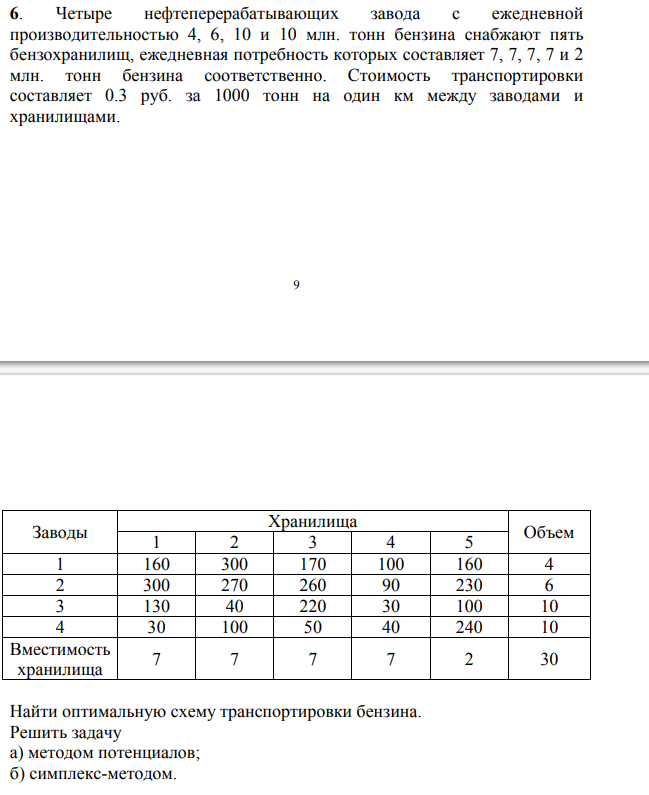 6. Четыре нефтеперерабатывающих завода с ежедневной
производительностью 4, 6, 10 и 10 млн. тонн бензина снабжают пять
бензохранилищ, ежедневная потребность которых составляет 7, 7, 7, 7 и 2
млн. тонн бензина соответственно. Стоимость транспортировки
составляет 0.3 руб. за 1000 тонн на один км между заводами и
хранилищами.
9
Заводы Хранилища Объем
1 2 3 4 5
1 160 300 170 100 160 4
2 300 270 260 90 230 6
3 130 40 220 30 100 10
4 30 100 50 40 240 10
Вместимость
хранилища 7 7 7 7 2 30
Найти оптимальную схему транспортировки бензина.
Решить задачу
а) методом потенциалов;
б) симплекс-методом.